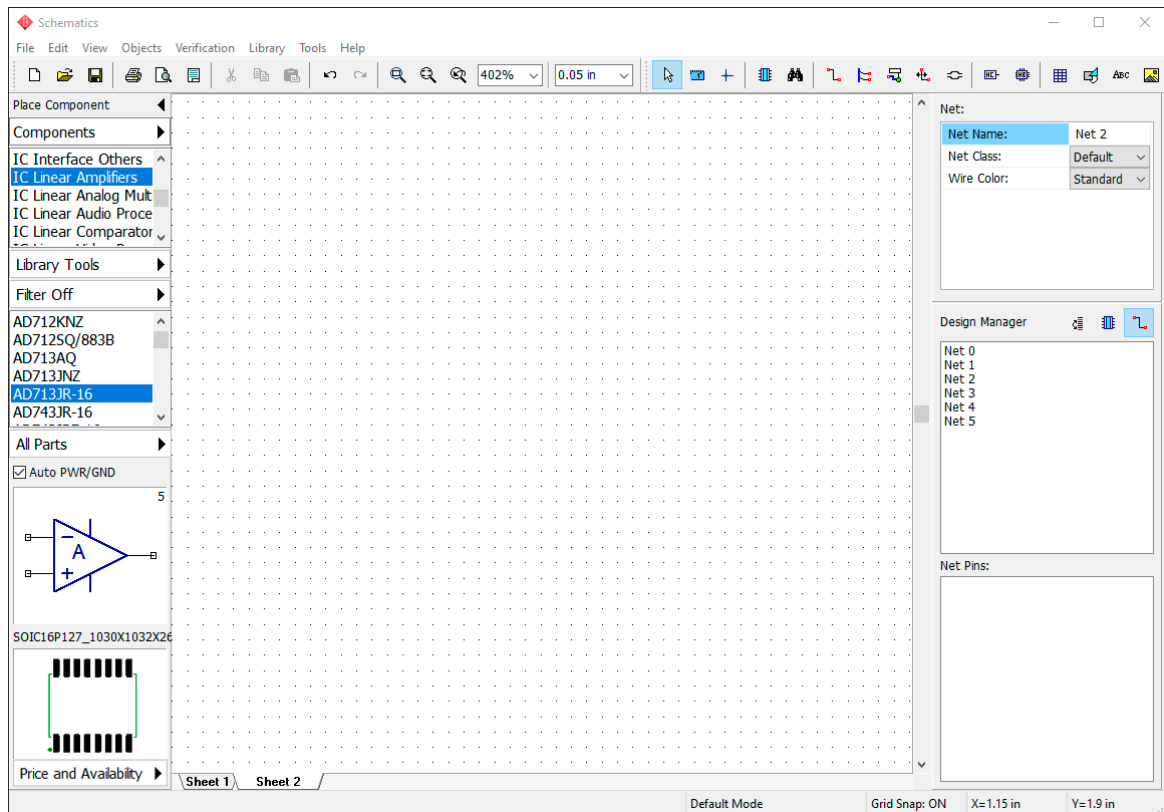 Schematics
File Edit View Objects Verification Library Tools Help
402% 0.05 in ABC
Place Component
Components
IC Interface Others
IC Linear Amplifiers
IC Linear Analog Mult
IC Linear Audio Proce
IC Linear Comparator
Library Tools
Filter Off
AD712KNZ
AD712SQ/883B
AD713AQ
AD713JNZ
AD713JR-16
AD743JR-16
All Parts
Auto PWR/GND
5
A
SOIC16P127_1030X1032X26
Price and Availability
Sheet 1 Sheet 2
Net:
Net Name: Net 2
Net Class: Default
Wire Color: Standard
Design Manager
Net 0
Net 1
Net 2
Net 3
Net 4
Net 5
Net Pins:
Default Mode Grid Snap: ON X=1.15 in Y=1.9 in